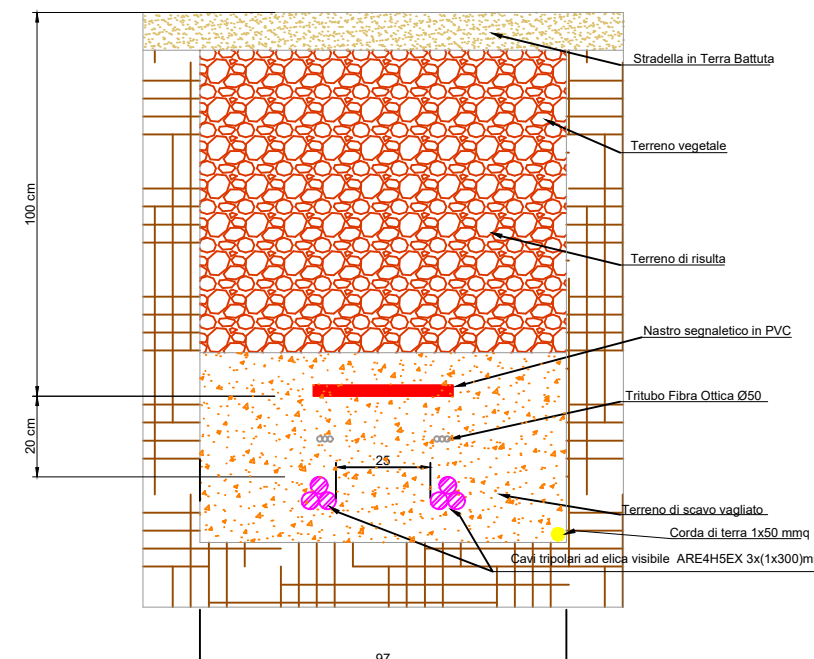 Stradella in Terra Battuta
Terreno vegetale
100 cm
Terreno di risulta
Nastro segnaletico in PVC
Tritubo Fibra Ottica Ø50
20 cm
25
Terreno di scavo vagliato
Corda di terra 1x50 mmq
Cavi tripolari ad elica visibile ARE4H5EX 3x(1x300)m
97